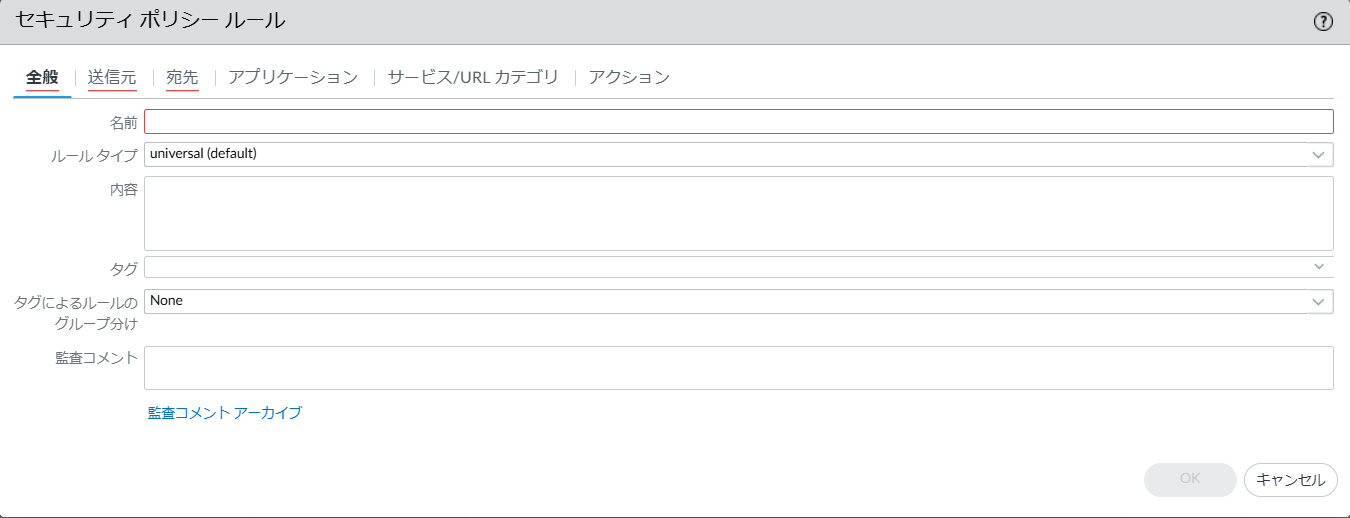 セキュリティ ポリシー ルール
全般 送信元 宛先 アプリケーション サービス/URL カテゴリ アクション
名前
ルール タイプ universal (default)
内容
タグ
タグによるルールの
グループ分け
None
監査コメント
監査コメント アーカイブ
OK キャンセル